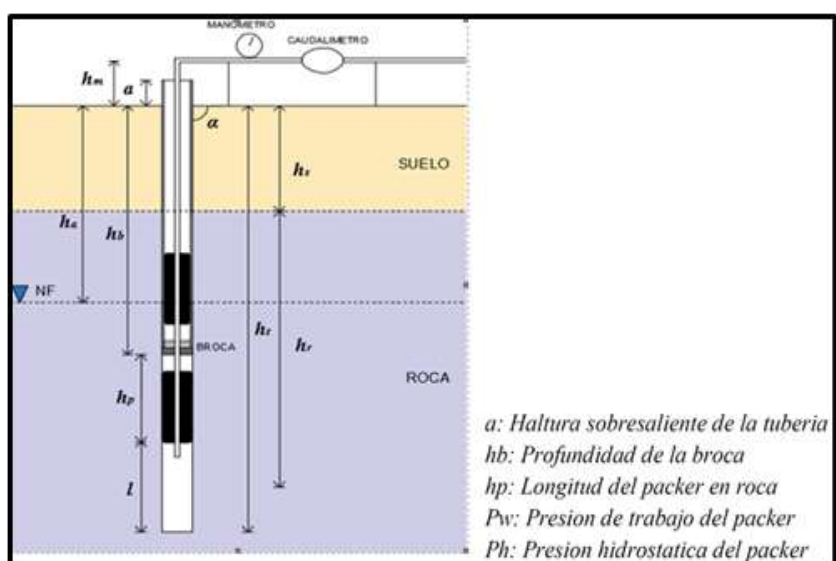 MANOMETRO
CAUDALIMETRO
hm
a
α
SUELO
hs
ha
hb
NF
BROCA
ht
hr
ROCA
hp
l
a: Haltura sobresaliente de la tuberia
hb: Profundidad de la broca
hp: Longitud del packer en roca
Pw: Presion de trabajo del packer
Ph: Presion hidrostatica del packer